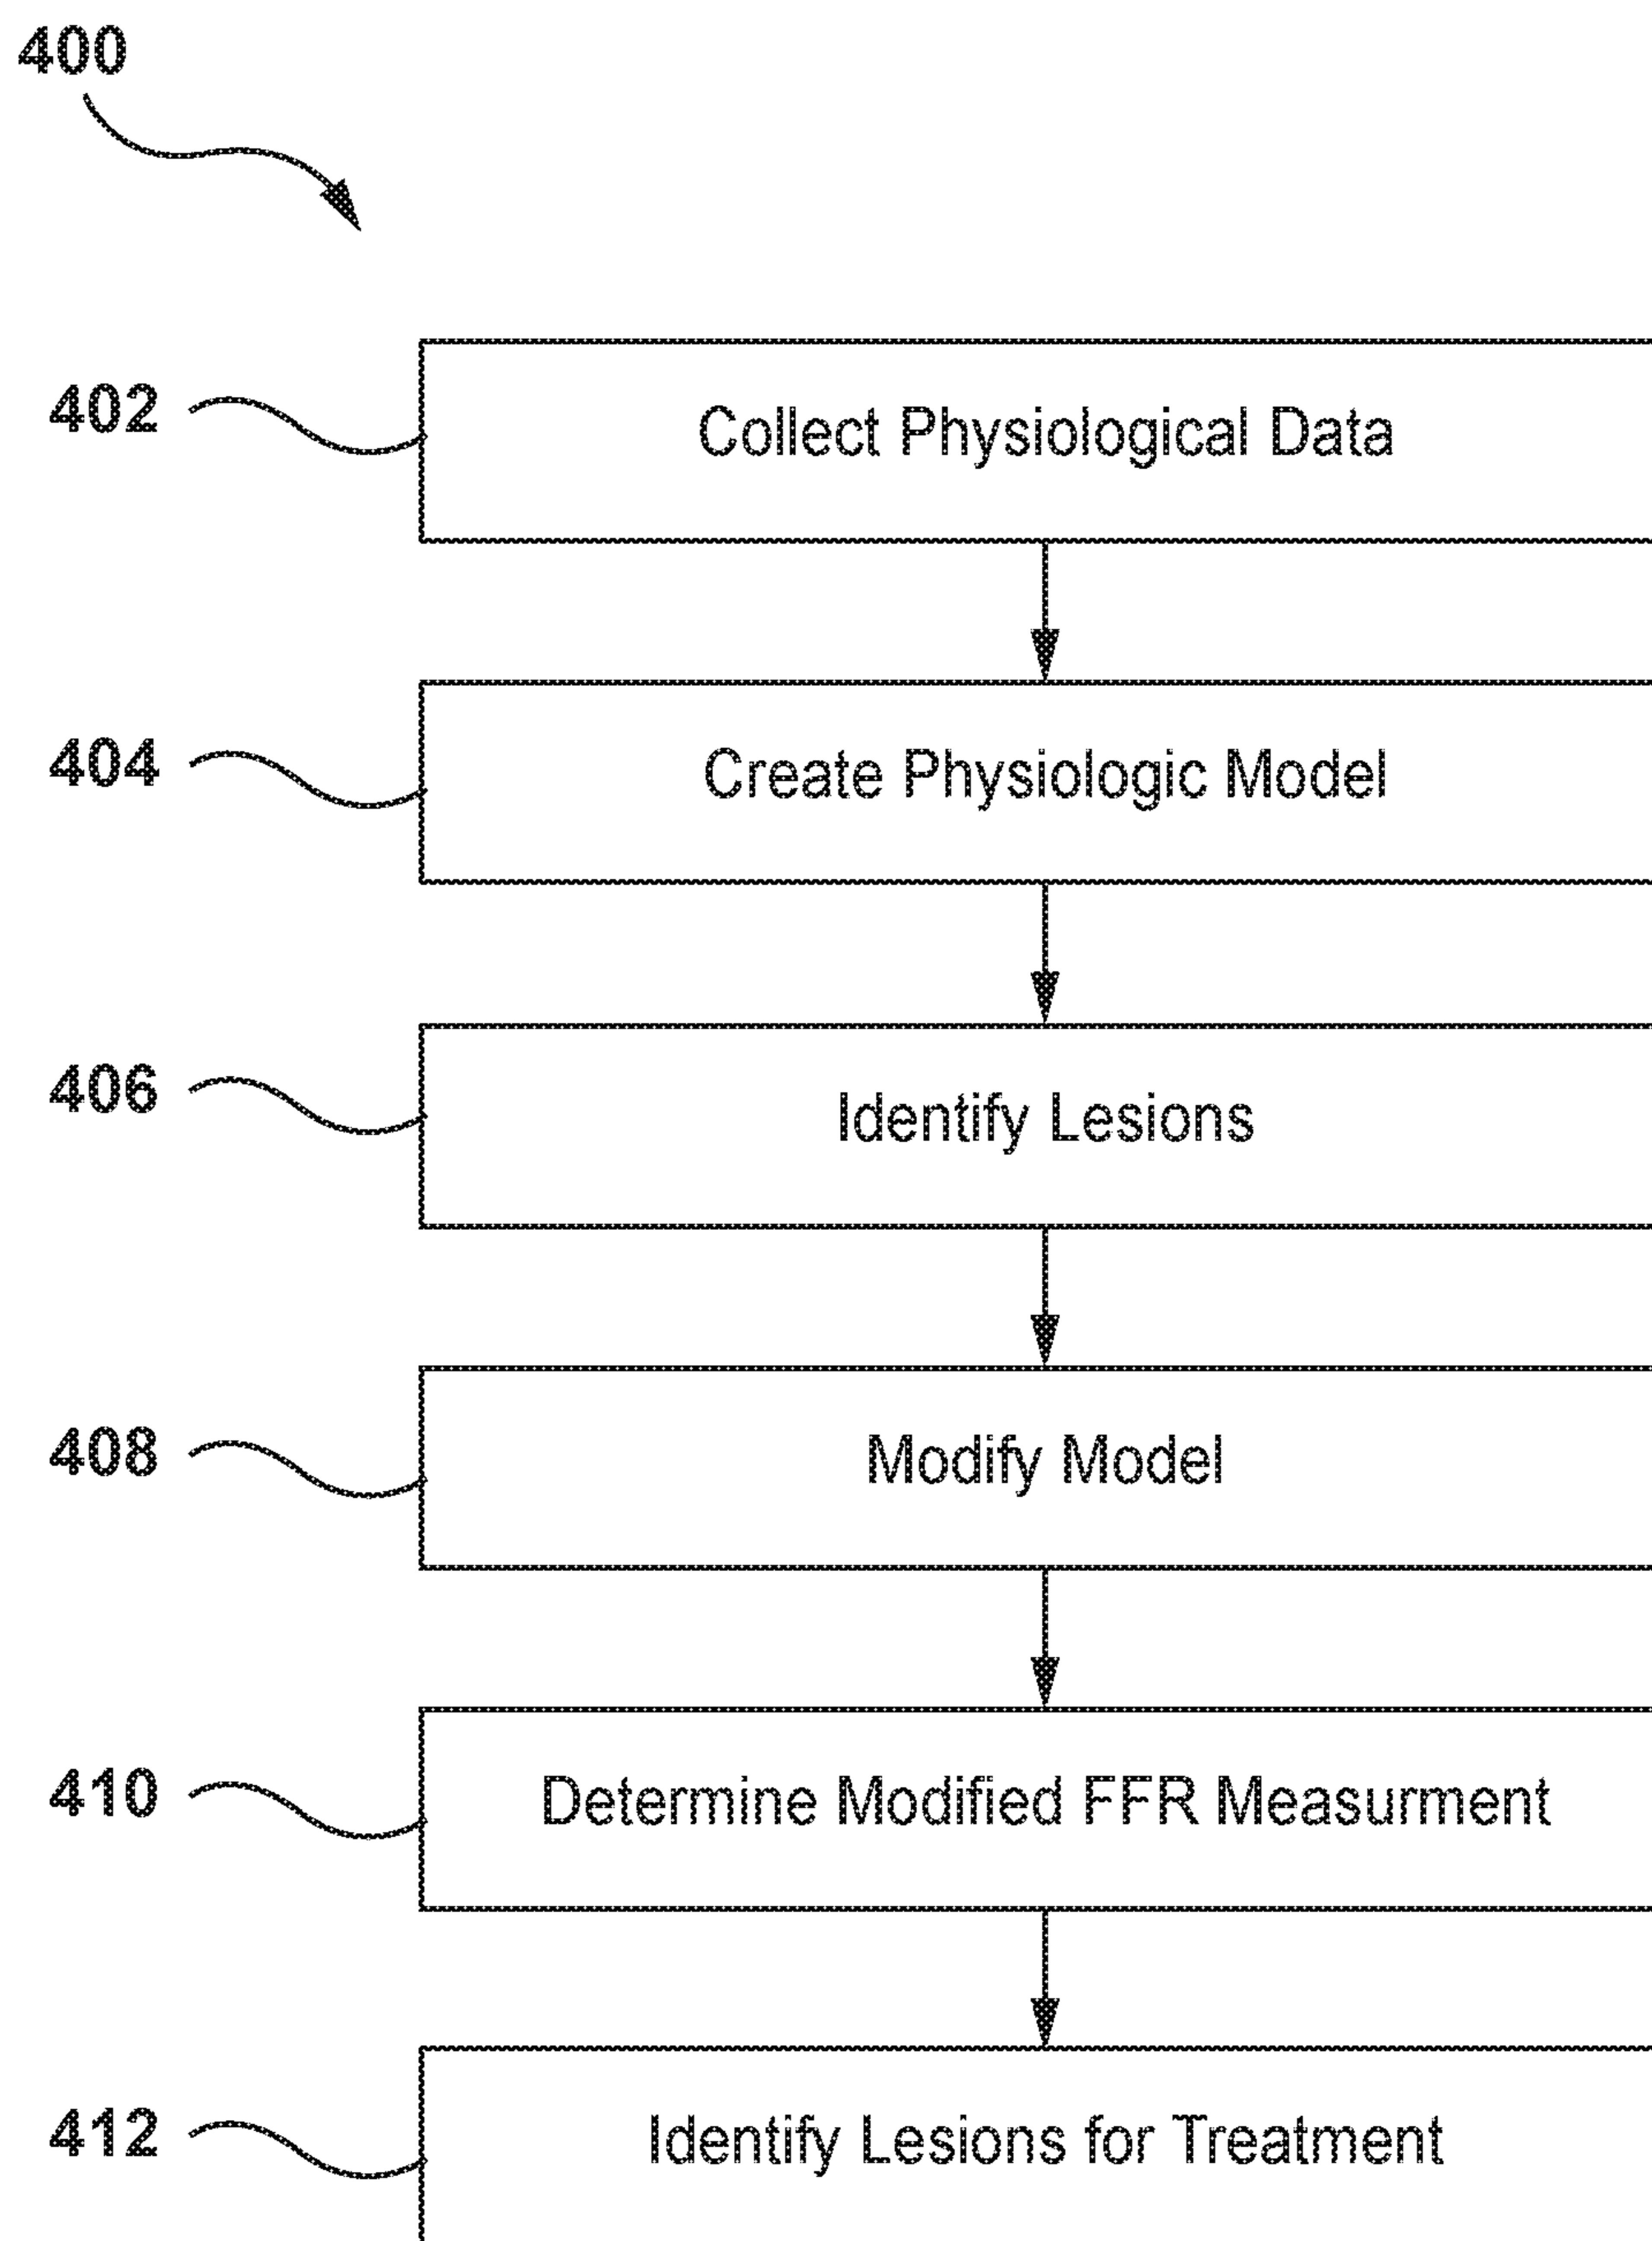 400
402
Collect Physiological Data
404
Create Physiologic Model
406
Identify Lesions
408
Modify Model
410
Determine Modified FFR Measurment
412
Identify Lesions for Treatment